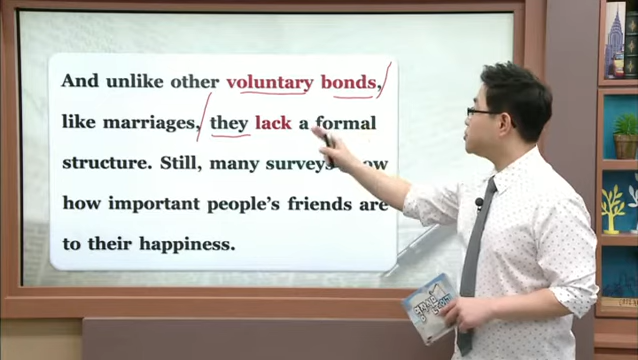 And unlike other voluntary bonds,
like marriages, they lack a formal
structure. Still, many surveys
how important people's friends are
to their happiness.